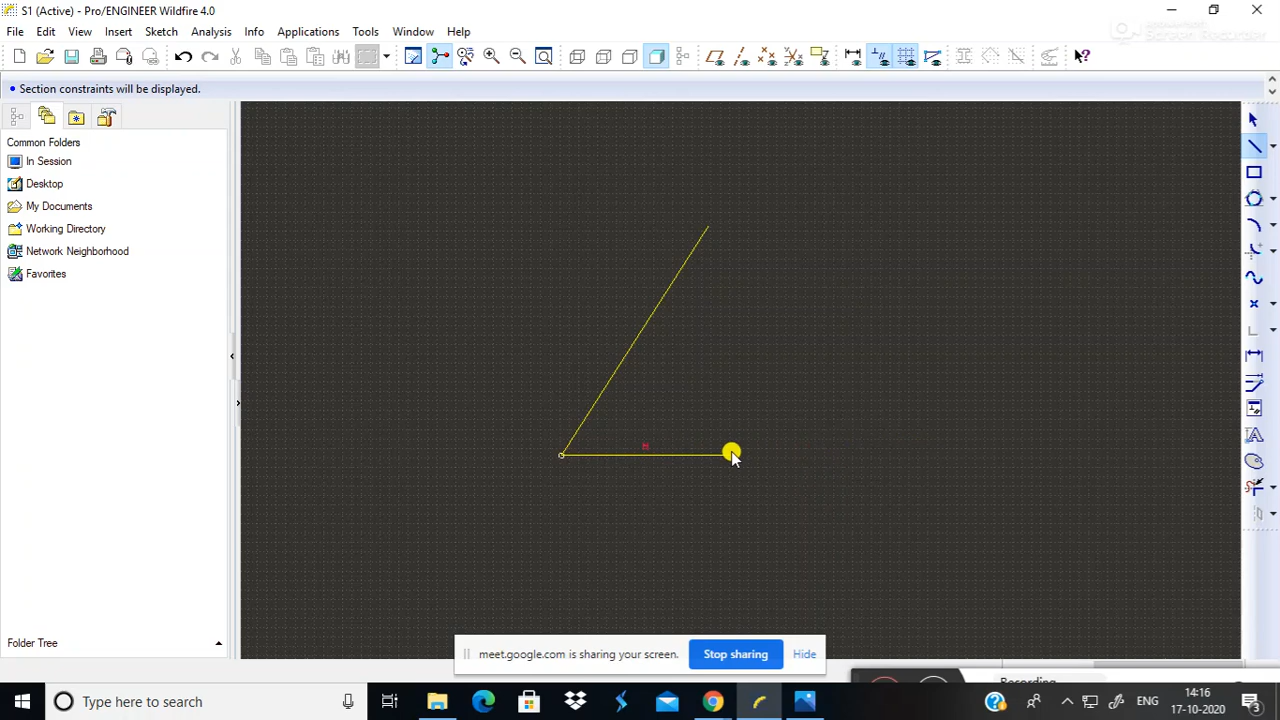 S1 (Active) - Pro/ENGINEER Wildfire 4.0
File Edit View Insert Sketch Analysis Info Applications Tools Window Help
Section constraints will be displayed.
Common Folders
In Session
Desktop
My Documents
Working Directory
Network Neighborhood
Favorites
H
Folder Tree
meet.google.com is sharing your screen. Stop sharing Hide
Recording
Type here to search
ENG
14:16
17-10-2020
3